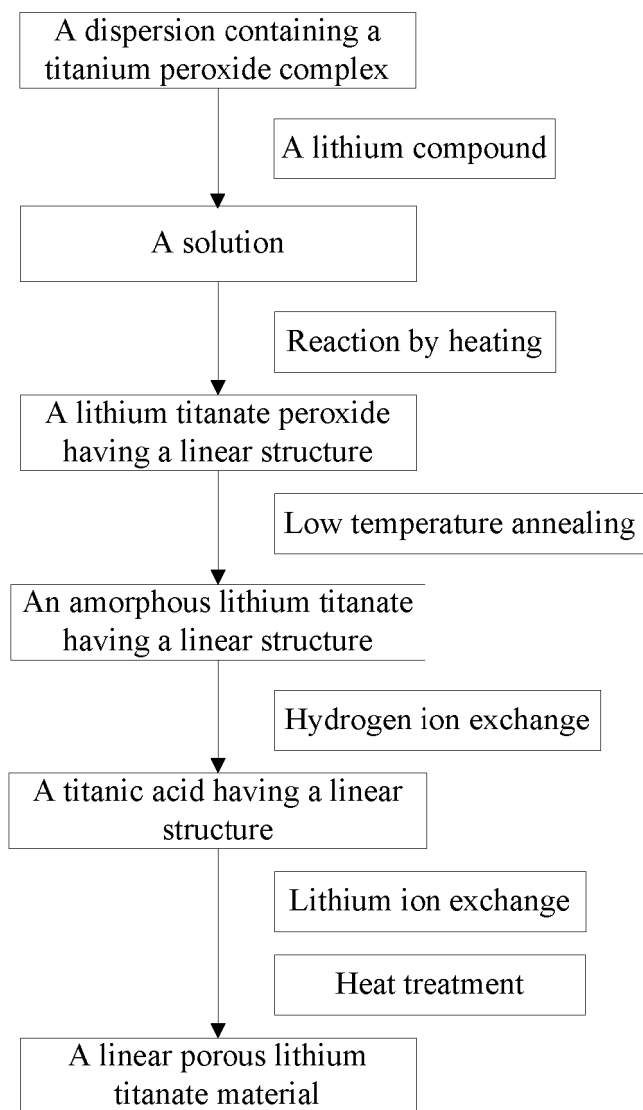 A dispersion containing a
titanium peroxide complex
A lithium compound
A solution
Reaction by heating
A lithium titanate peroxide
having a linear structure
Low temperature annealing
An amorphous lithium titanate
having a linear structure
Hydrogen ion exchange
A titanic acid having a linear
structure
Lithium ion exchange
Heat treatment
A linear porous lithium
titanate material